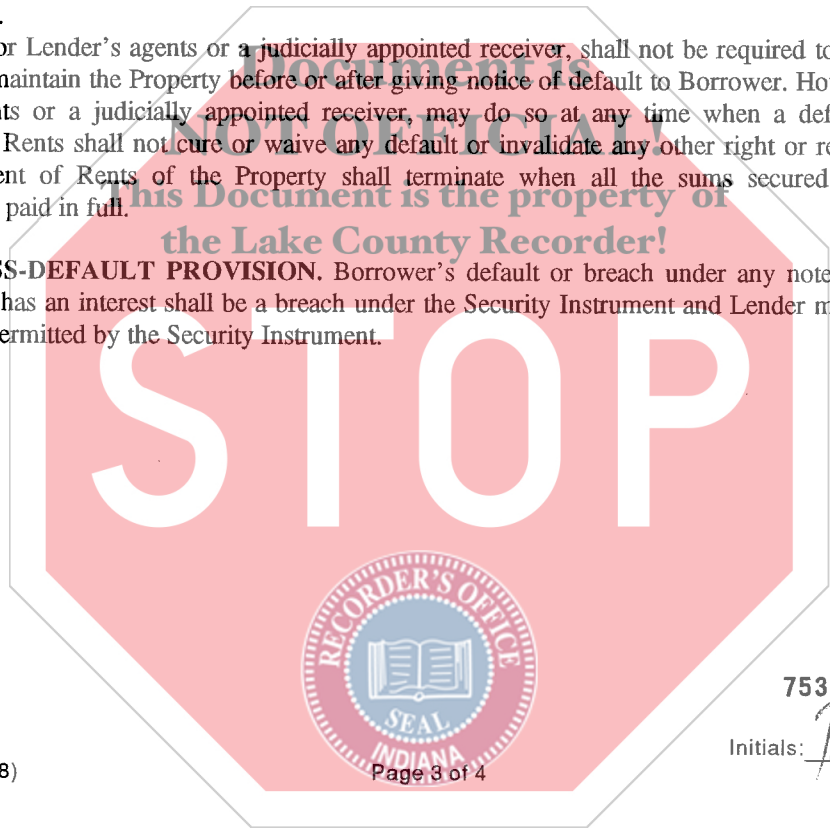 or Lender's agents or a judicially appointed receiver, shall not be required to
maintain the Property before or after giving notice of default to Borrower. Ho
ts or a judicially appointed receiver, may do so at any time when a def
Rents shall not cure or waive any default or invalidate any other right or re
ent of Rents of the Property shall terminate when all the sums secured
paid in full.
Document is
NOT OFFICIAL!
This Document is the property of
the Lake County Recorder!
SS-DEFAULT PROVISION. Borrower's default or breach under any note
has an interest shall be a breach under the Security Instrument and Lender m
ermitted by the Security Instrument.
STOP
RECORDER'S OFFICE
SEAL
INDIANA
753
Initials:
8)
Page 3 of 4